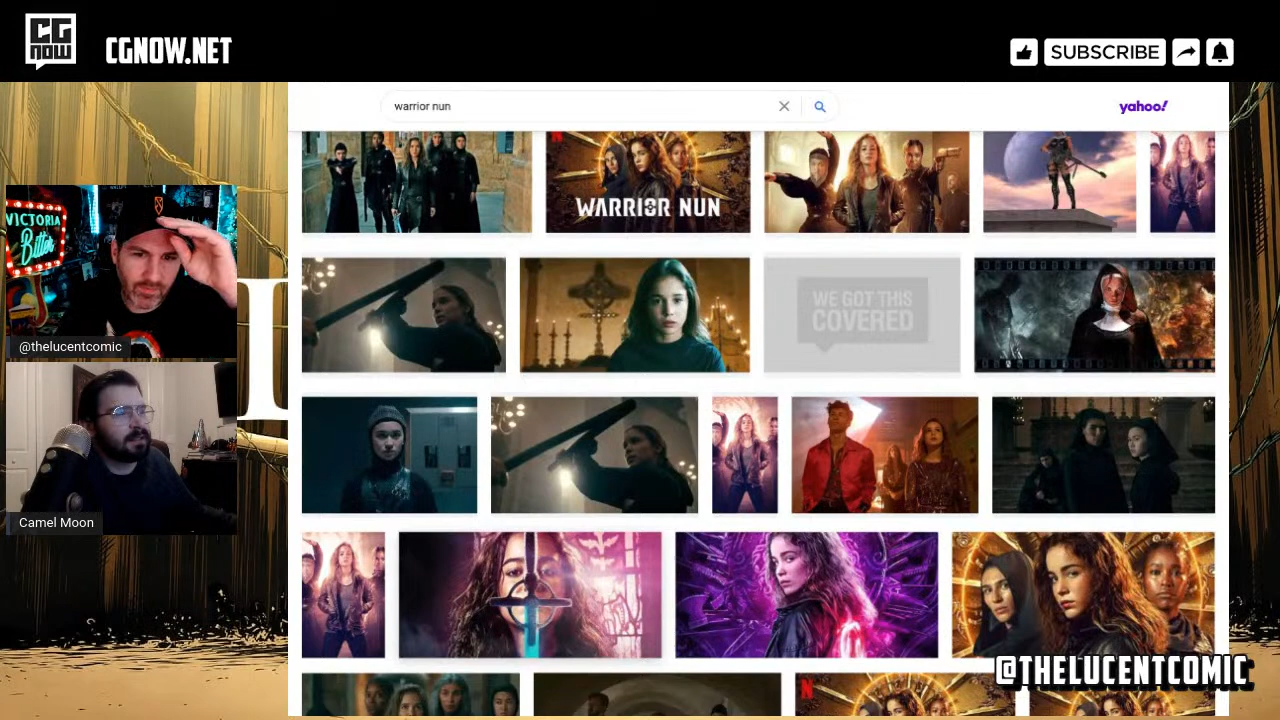 CG
NOW
CGNOW.NET
SUBSCRIBE
warrior nun
yahoo!
WARRIOR NUN
VICTORIA
Bitter
@thelucentcomic
WE GOT THIS
COVERED
Camel Moon
N
@THELUCENTCOMIC